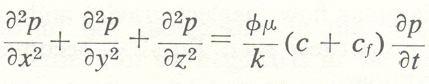 ∂²p/∂x² + ∂²p/∂y² + ∂²p/∂z² = ϕμ/k (c + c_f) ∂p/∂t